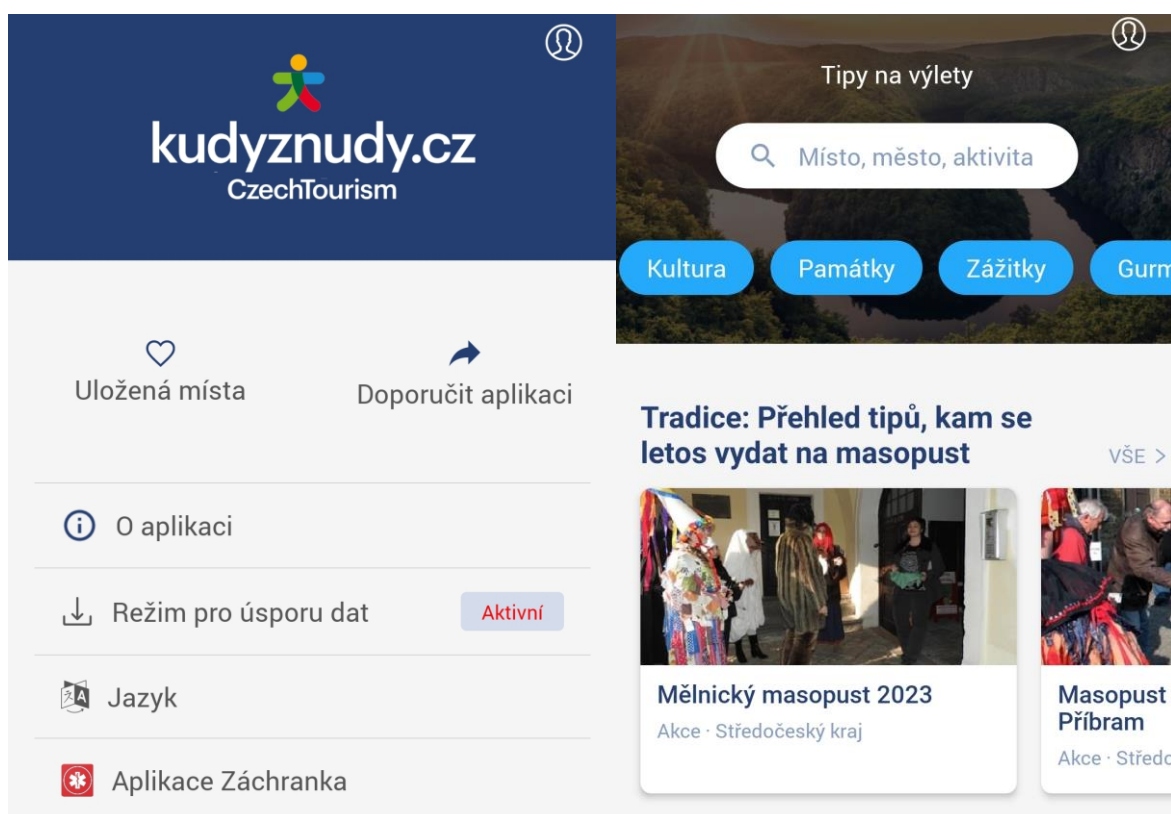 kudyznudy.cz
CzechTourism
Uložená místa
Doporučit aplikaci
O aplikaci
Režim pro úsporu dat
Aktivní
Jazyk
Aplikace Záchranka
Tipy na výlety
Místo, město, aktivita
Kultura
Památky
Zážitky
Gurm
Tradice: Přehled tipů, kam se
letos vydat na masopust
VŠE >
Mělnický masopust 2023
Akce · Středočeský kraj
Masopust
Příbram
Akce · Středo